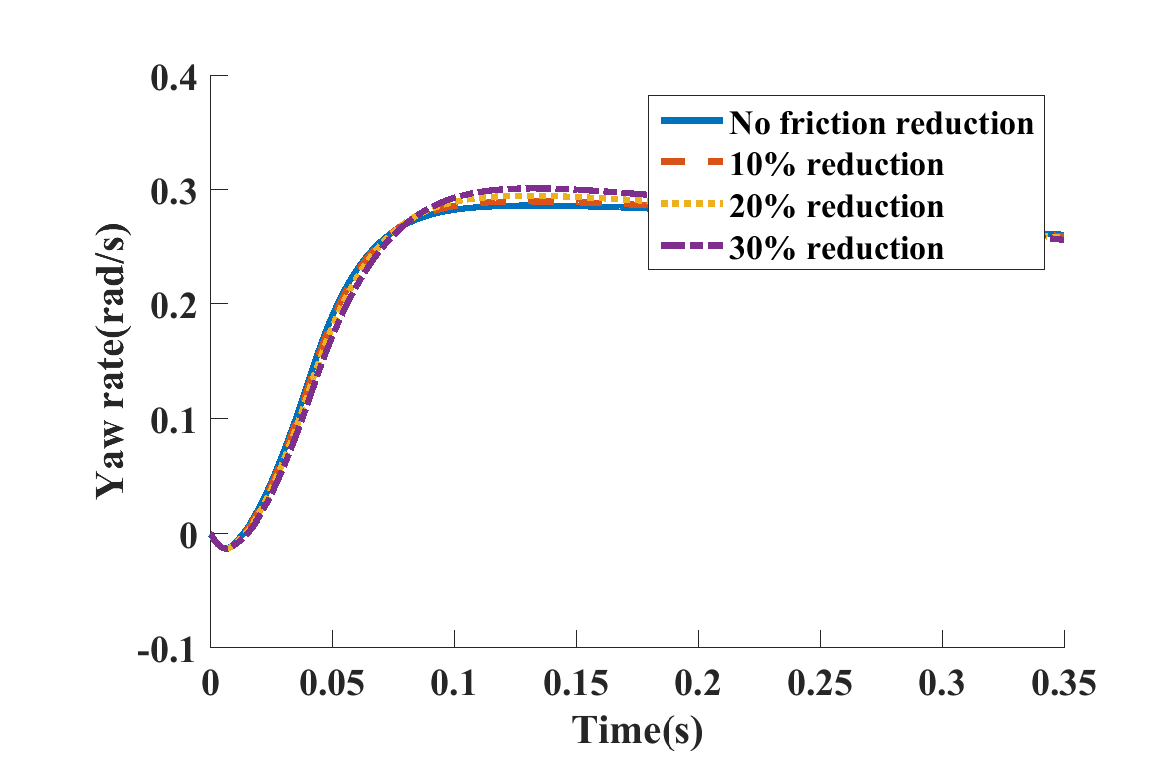 0.4
0.3
0.2
0.1
0
-0.1
Yaw rate(rad/s)
No friction reduction
10% reduction
20% reduction
30% reduction
0 0.05 0.1 0.15 0.2 0.25 0.3 0.35
Time(s)